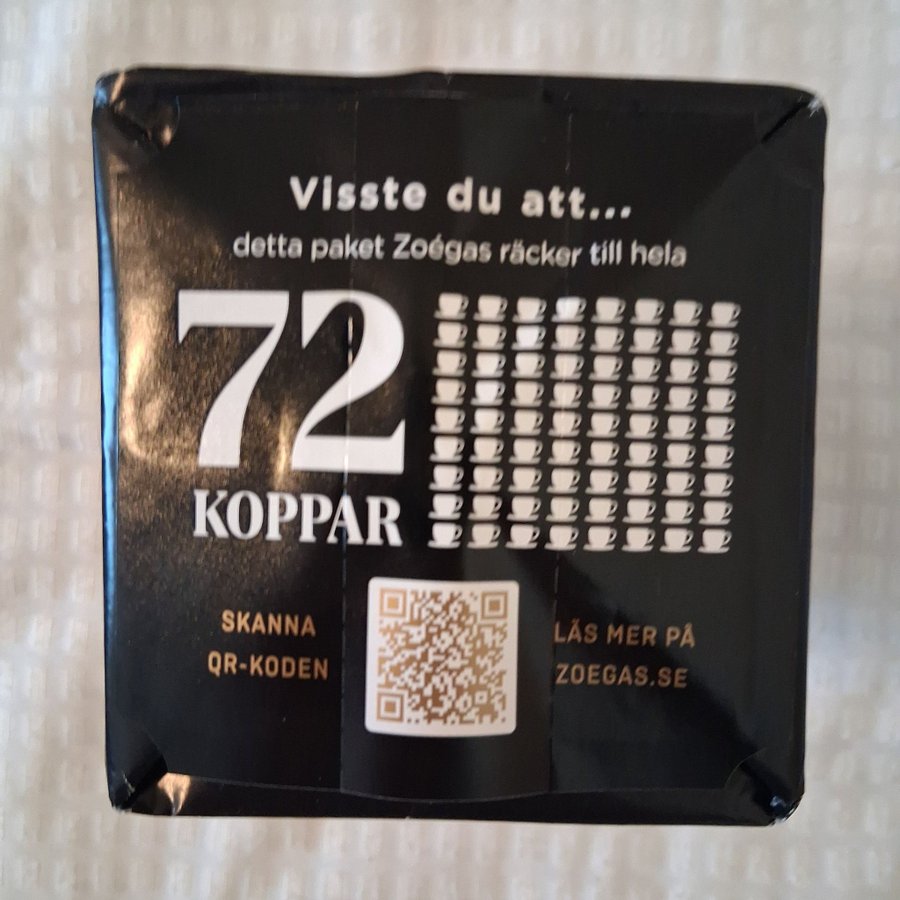 Visste du att...
detta paket Zoégas räcker till hela
72
KOPPAR
SKANNA
QR-KODEN
LÄS MER PÅ
ZOEGAS.SE